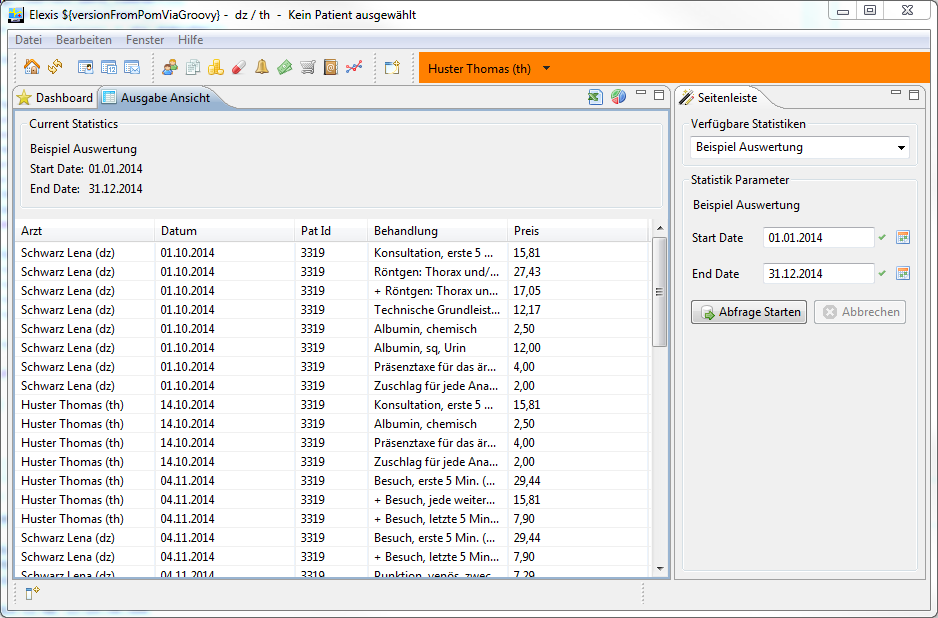 Elexis ${versionFromPomViaGroovy} - dz / th - Kein Patient ausgewählt
Datei Bearbeiten Fenster Hilfe
Huster Thomas (th)
Dashboard Ausgabe Ansicht
Current Statistics
Beispiel Auswertung
Start Date: 01.01.2014
End Date: 31.12.2014
Arzt Datum Pat Id Behandlung Preis
Schwarz Lena (dz) 01.10.2014 3319 Konsultation, erste 5 ... 15,81
Schwarz Lena (dz) 01.10.2014 3319 Röntgen: Thorax und/... 27,43
Schwarz Lena (dz) 01.10.2014 3319 + Röntgen: Thorax un... 17,05
Schwarz Lena (dz) 01.10.2014 3319 Technische Grundleist... 12,17
Schwarz Lena (dz) 01.10.2014 3319 Albumin, chemisch 2,50
Schwarz Lena (dz) 01.10.2014 3319 Albumin, sq, Urin 12,00
Schwarz Lena (dz) 01.10.2014 3319 Präsenztaxe für das är... 4,00
Schwarz Lena (dz) 01.10.2014 3319 Zuschlag für jede Ana... 2,00
Huster Thomas (th) 14.10.2014 3319 Konsultation, erste 5 ... 15,81
Huster Thomas (th) 14.10.2014 3319 Albumin, chemisch 2,50
Huster Thomas (th) 14.10.2014 3319 Präsenztaxe für das är... 4,00
Huster Thomas (th) 14.10.2014 3319 Zuschlag für jede Ana... 2,00
Huster Thomas (th) 04.11.2014 3319 Besuch, erste 5 Min. (... 29,44
Huster Thomas (th) 04.11.2014 3319 + Besuch, jede weiter... 15,81
Huster Thomas (th) 04.11.2014 3319 + Besuch, letzte 5 Min... 7,90
Schwarz Lena (dz) 04.11.2014 3319 Besuch, erste 5 Min. (... 29,44
Schwarz Lena (dz) 04.11.2014 3319 + Besuch, letzte 5 Min... 7,90
Schwarz Lena (dz) 04.11.2014 3319 Punktion, venös, zwec... 7,29
Seitenleiste
Verfügbare Statistiken
Beispiel Auswertung
Statistik Parameter
Beispiel Auswertung
Start Date 01.01.2014
End Date 31.12.2014
Abfrage Starten Abbrechen